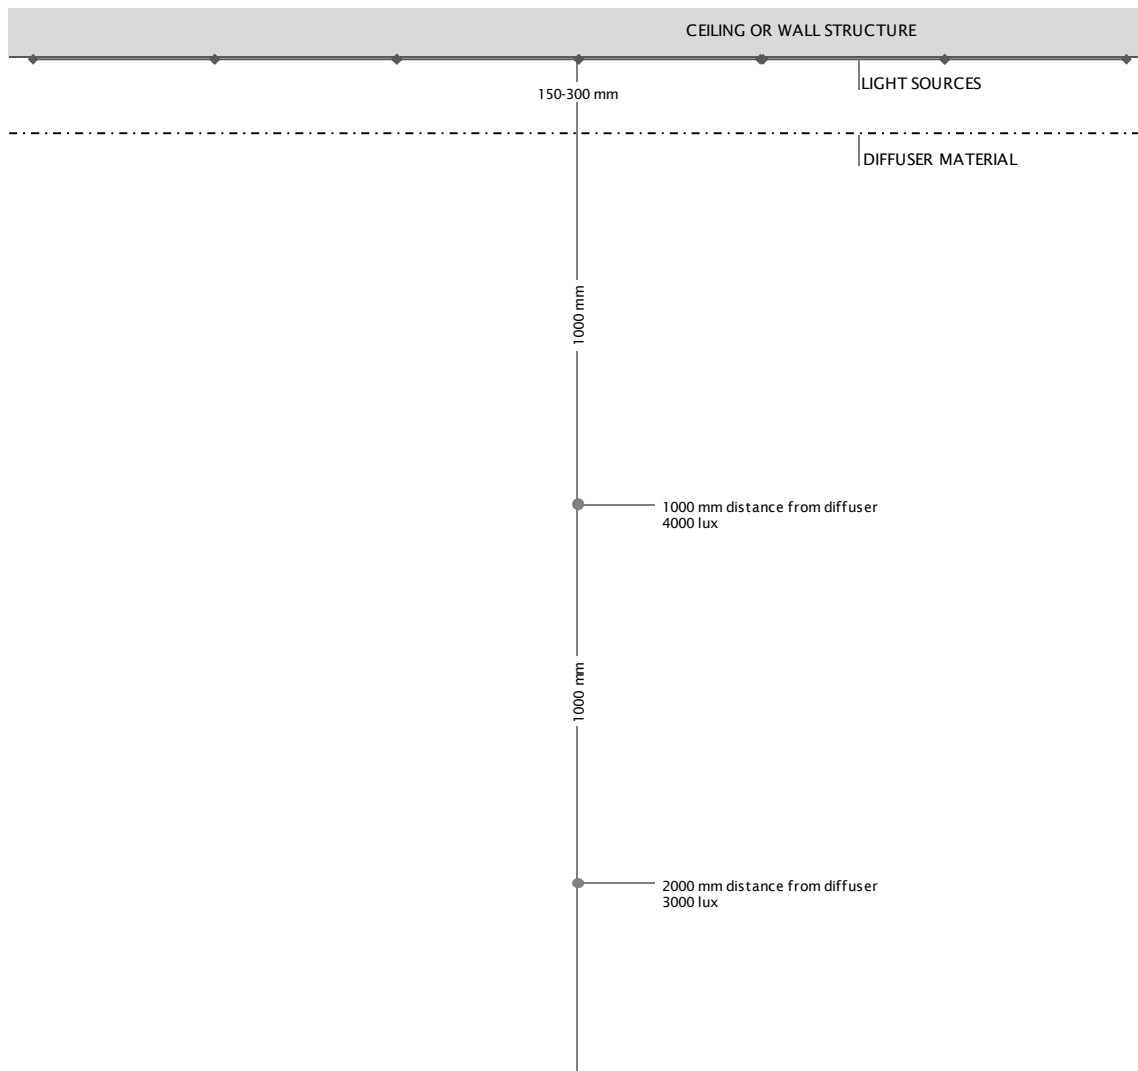 CEILING OR WALL STRUCTURE
LIGHT SOURCES
150-300 mm
DIFFUSER MATERIAL
1000 mm
1000 mm distance from diffuser
4000 lux
1000 mm
2000 mm distance from diffuser
3000 lux